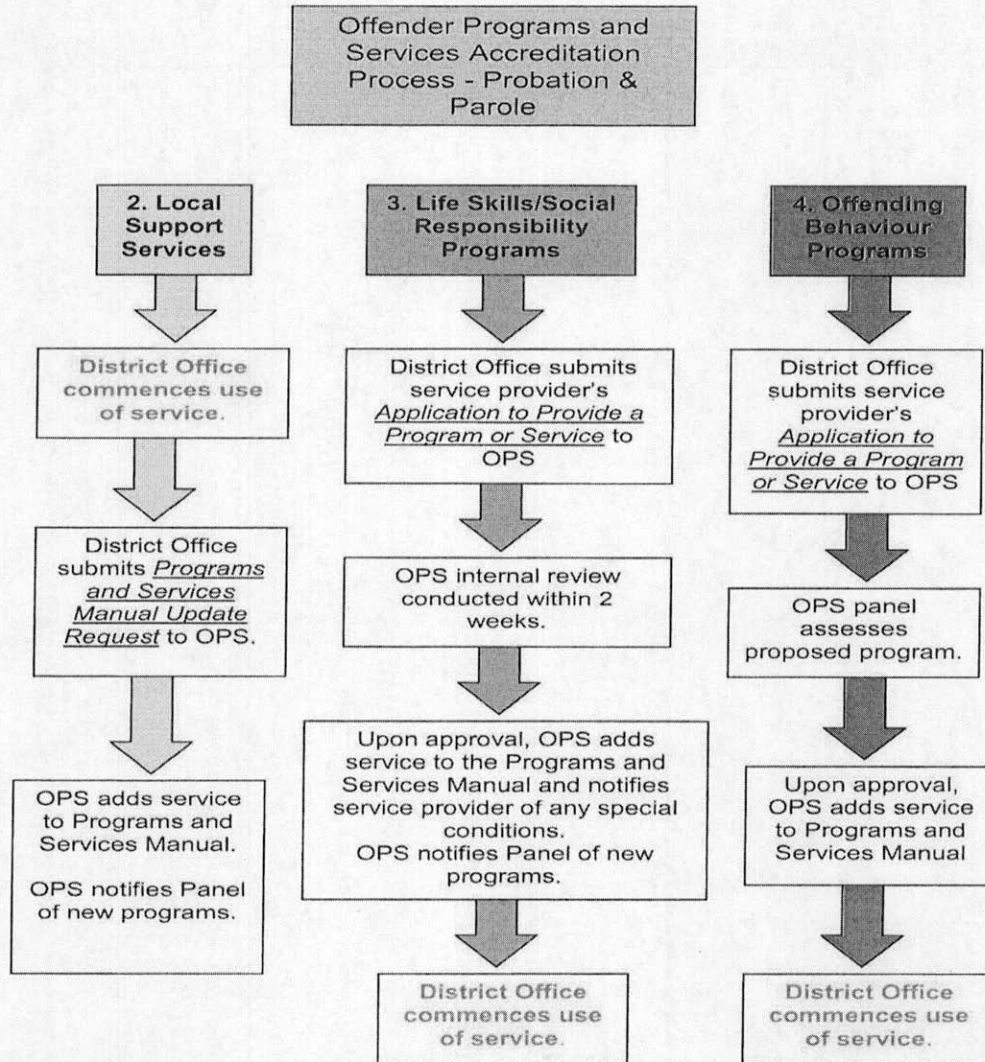 Offender Programs and
Services Accreditation
Process - Probation &
Parole
2. Local
Support
Services
District Office
commences use
of service.
District Office
submits Programs
and Services
Manual Update
Request to OPS.
OPS adds service
to Programs and
Services Manual.
OPS notifies Panel
of new programs.
3. Life Skills/Social
Responsibility
Programs
District Office submits
service provider's
Application to Provide a
Program or Service to
OPS
OPS internal review
conducted within 2
weeks.
Upon approval, OPS adds
service to the Programs and
Services Manual and notifies
service provider of any special
conditions.
OPS notifies Panel of new
programs.
District Office
commences use
of service.
4. Offending
Behaviour
Programs
District Office
submits service
provider's
Application to
Provide a Program
or Service to OPS
OPS panel
assesses
proposed program.
Upon approval,
OPS adds service
to Programs and
Services Manual
District Office
commences use
of service.